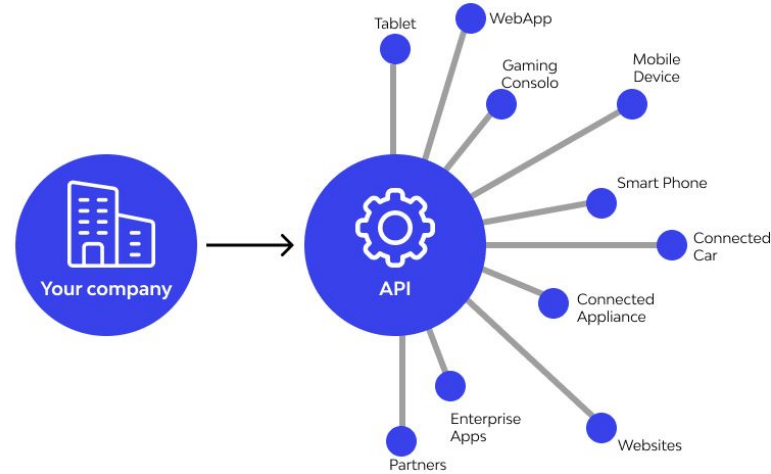 Tablet
WebApp
Gaming
Consolo
Mobile
Device
Smart Phone
Your company
API
Connected
Car
Connected
Appliance
Enterprise
Apps
Websites
Partners